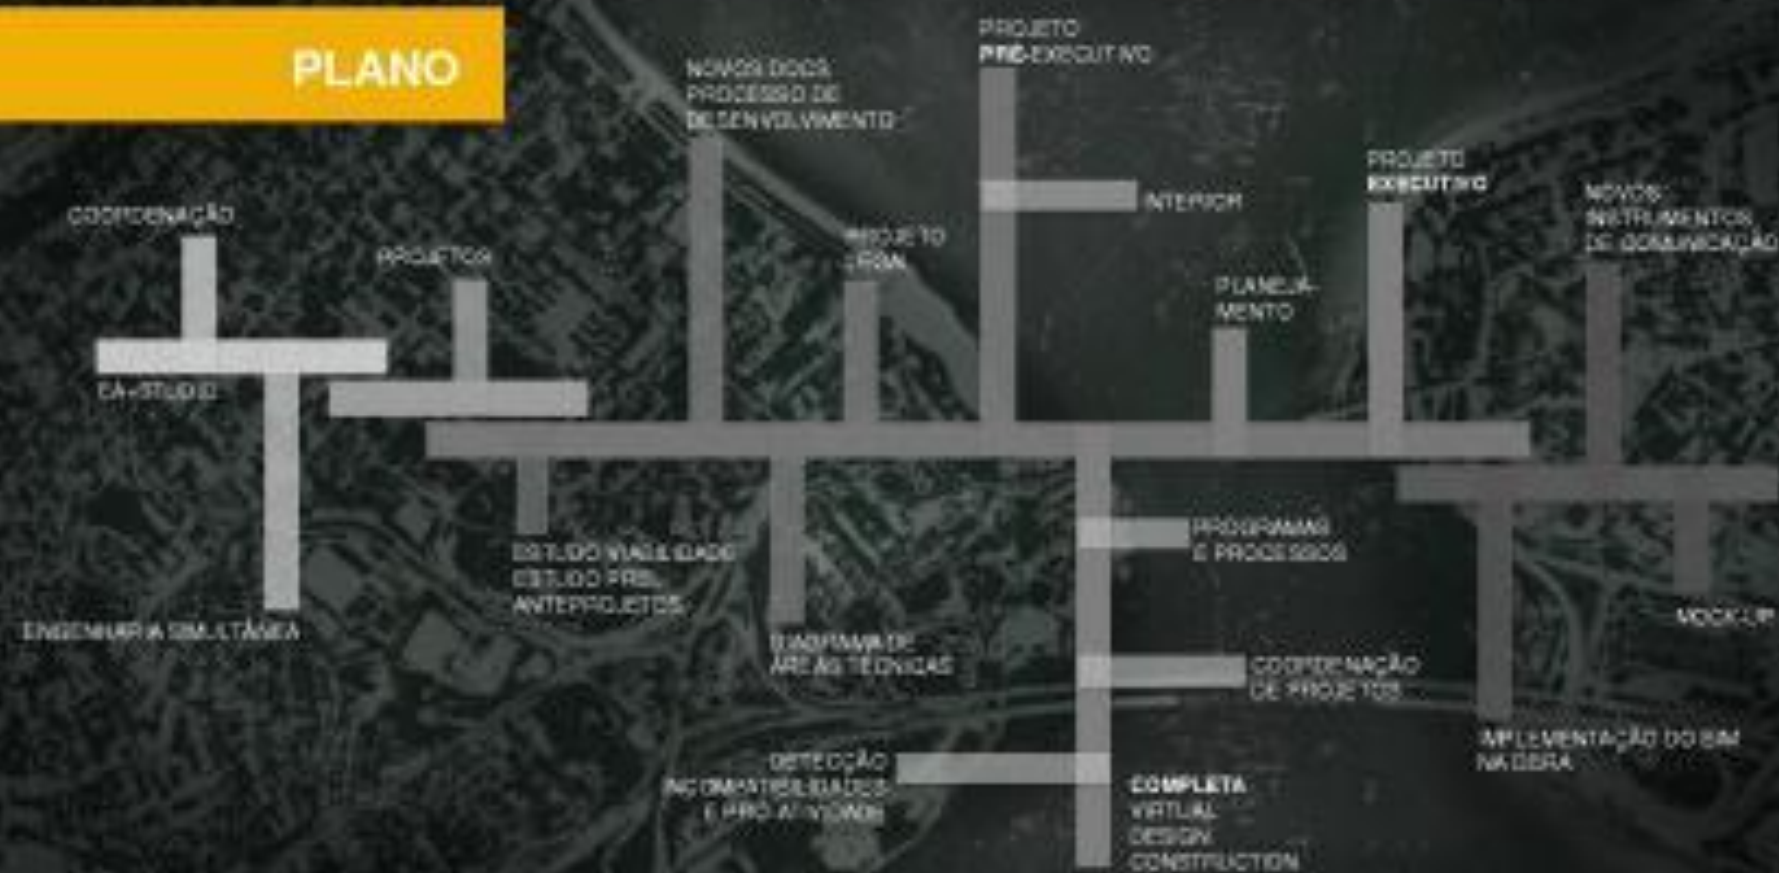 PLANO
PROJETO
PRÉ-EXECUTIVO
NOVOS DOCS.
PROCESSO DE
DESENVOLVIMENTO
INTERIOR
PROJETO
EXECUTIVO
NOVOS
INSTRUMENTOS
DE COMUNICAÇÃO
COORDENAÇÃO
PROJETOS
PROJETO
PLANEJA-
MENTO
EA-STUDIO
PROGRAMAS
E PROCESSOS
ESTUDO VIABILIDADE
ESTUDO PREL.
ANTEPROJETOS
ENGENHARIA SIMULTÂNEA
DIAGRAMA DE
ÁREAS TÉCNICAS
MOCK-UP
COORDENAÇÃO
DE PROJETOS
IMPLEMENTAÇÃO DO BIM
NA OBRA
DETECÇÃO
INCOMPATIBILIDADES
E PRÓ-ATIVIDADE
COMPLETA
VIRTUAL
DESIGN
CONSTRUCTION